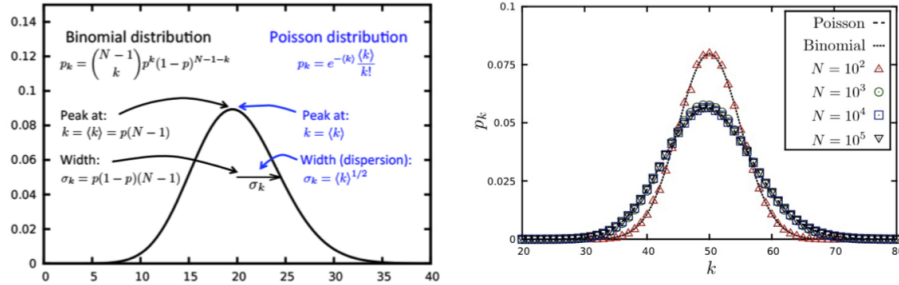 0.14
0.12
0.1
0.08
0.06
0.04
0.02
0
0 5 10 15 20 25 30 35 40
Binomial distribution
p_k = \binom{N-1}{k} p^k (1-p)^{N-1-k}
Poisson distribution
p_k = e^{-⟨k⟩} \frac{⟨k⟩}{k!}
Peak at:
k = ⟨k⟩ = p(N−1)
Peak at:
k = ⟨k⟩
Width:
σ_k = p(1−p)(N−1)
σ_k
Width (dispersion):
σ_k = ⟨k⟩^{1/2}
0.1
0.075
0.05
0.025
0
p_k
20 30 40 50 60 70 80
k
Poisson
Binomial
N = 10^2
N = 10^3
N = 10^4
N = 10^5